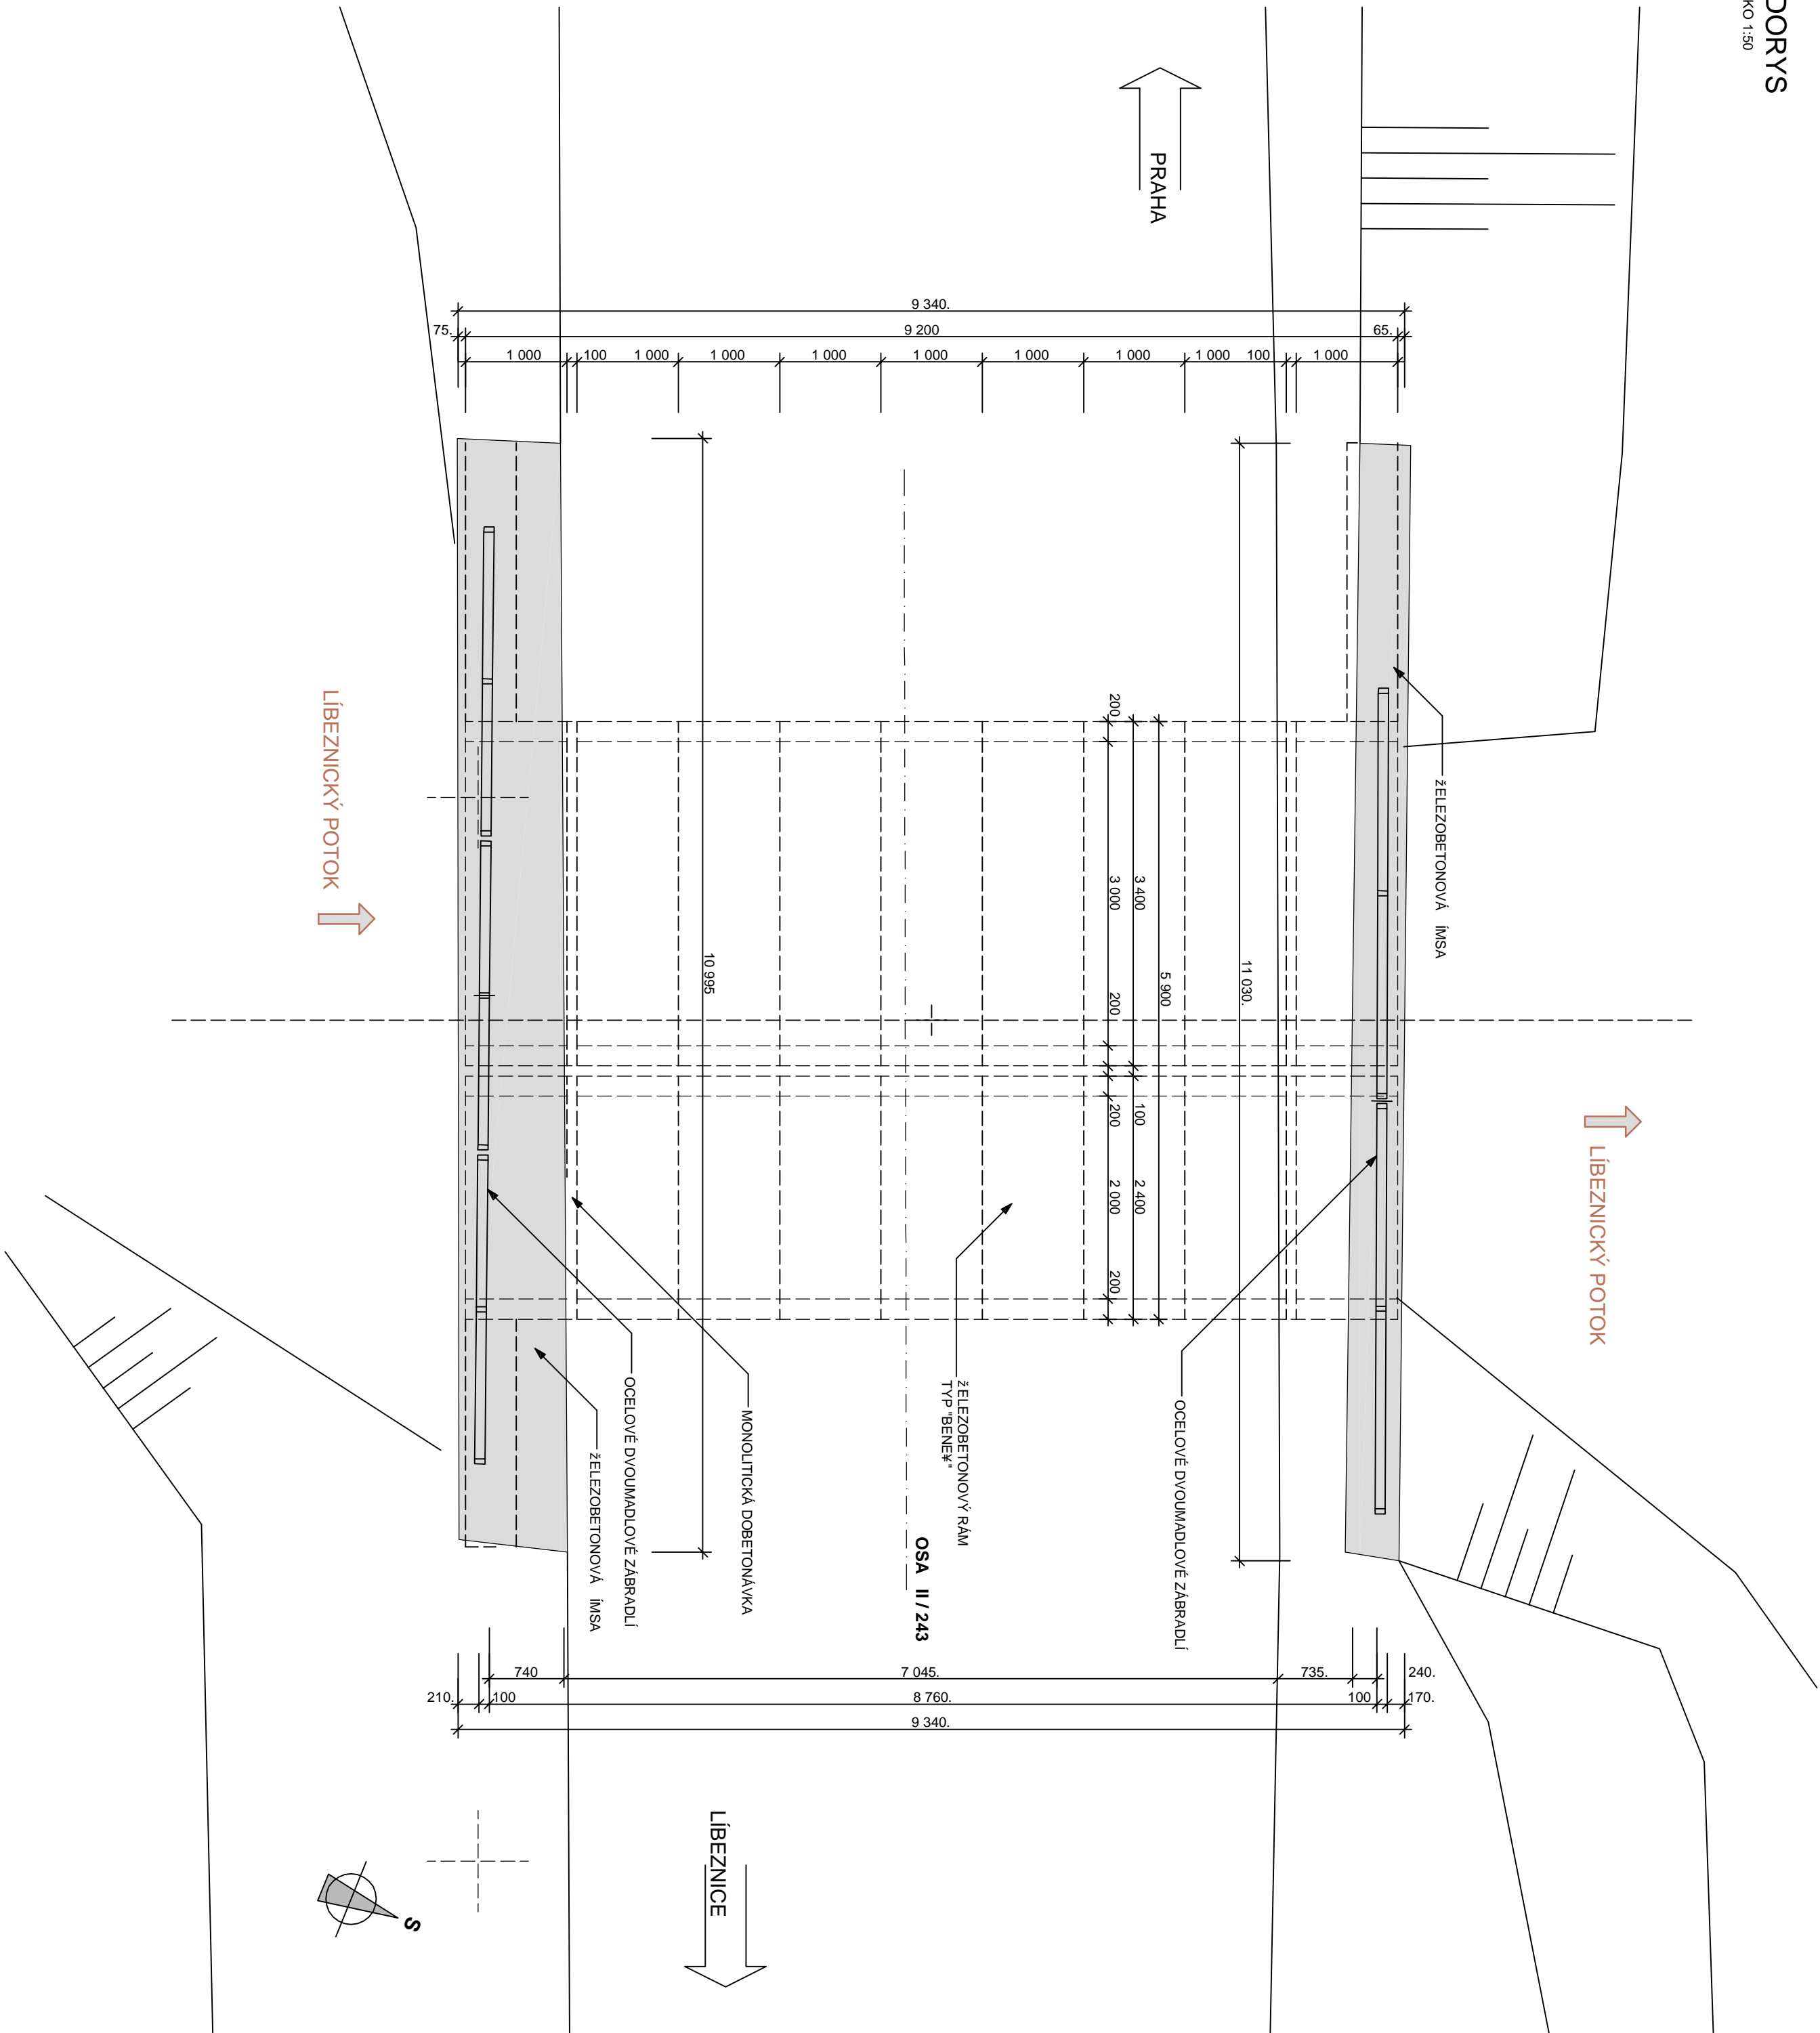 DORYS
KO 1:50
PRAHA
9 340.
75.
9 200
65.
1 000
100
1 000
1 000
1 000
1 000
1 000
1 000
1 000
100
1 000
LÍBEZNICKÝ POTOK
ŽELEZOBETONOVÁ ÍMSA
200
3 000
3 400
200
5 900
10 995
11 030.
200
100
2 000
2 400
200
LÍBEZNICKÝ POTOK
ŽELEZOBETONOVÁ ÍMSA
OCELOVÉ DVOUMADLOVÉ ZÁBRADLÍ
MONOLITICKÁ DOBETONÁVKA
ŽELEZOBETONOVÝ RÁM
TYP "BENE¥"
OCELOVÉ DVOUMADLOVÉ ZÁBRADLÍ
OSA II / 243
740
7 045.
735.
240.
210.
100
8 760.
100
170.
9 340.
LÍBEZNICE
S